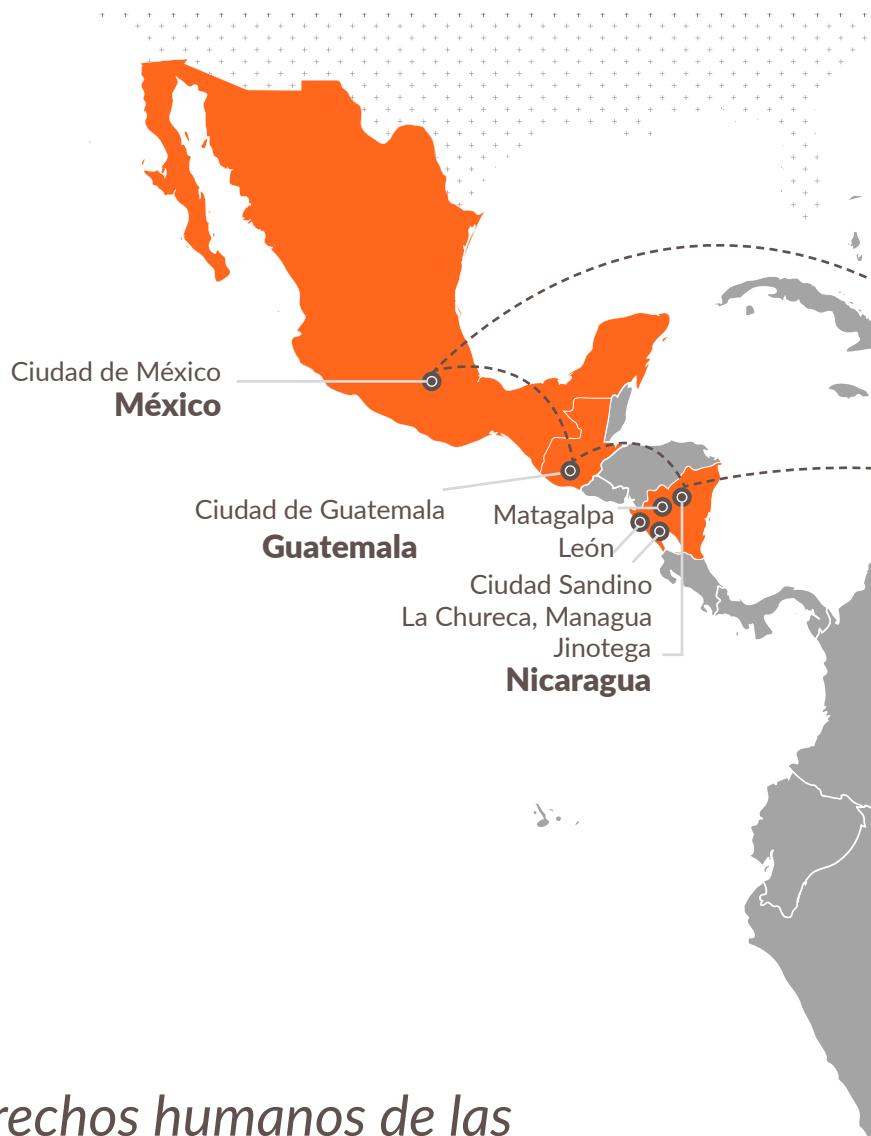 Ciudad de México
México
Ciudad de Guatemala
Guatemala
Matagalpa
León
Ciudad Sandino
La Chureca, Managua
Jinotega
Nicaragua
rechos humanos de las